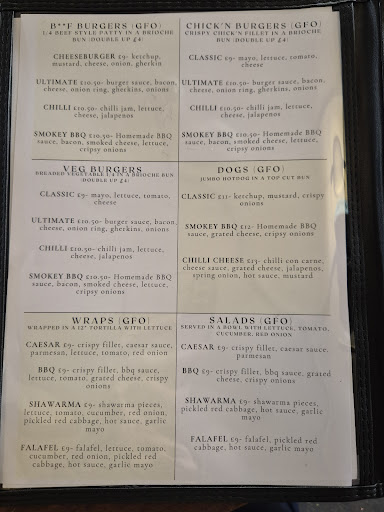 B**F BURGERS (GFO)
1/4 BEEF STYLE PATTY IN A BRIOCHE
BUN (DOUBLE UP £4)
CHEESEBURGER £9- ketchup,
mustard, cheese, onion, gherkin
ULTIMATE £10.50- burger sauce, bacon,
cheese, onion ring, gherkins, onions
CHILLI £10.50- chilli jam, lettuce,
cheese, jalapenos
SMOKEY BBQ £10.50- Homemade BBQ
sauce, bacon, smoked cheese, lettuce,
cripsy onions
CHICK'N BURGERS (GFO)
CRISPY CHICK'N FILLET IN A BRIOCHE
BUN (DOUBLE UP £4)
CLASSIC £9- mayo, lettuce, tomato,
cheese
ULTIMATE £10.50- burger sauce, bacon,
cheese, onion ring, gherkins, onions
CHILLI £10.50- chilli jam, lettuce,
cheese, jalapenos
SMOKEY BBQ £10.50- Homemade BBQ
sauce, bacon, smoked cheese, lettuce,
cripsy onions
VEG BURGERS
BREADED VEGETABLE 1/4 IN A BRIOCHE BUN
(DOUBLE UP £4)
CLASSIC £9- mayo, lettuce, tomato,
cheese
ULTIMATE £10.50- burger sauce, bacon,
cheese, onion ring, gherkins, onions
CHILLI £10.50- chilli jam, lettuce,
cheese, jalapenos
SMOKEY BBQ £10.50- Homemade BBQ
sauce, bacon, smoked cheese, lettuce,
crispy onions
DOGS (GFO)
JUMBO HOTDOG IN A TOP CUT BUN
CLASSIC £11- ketchup, mustard, crispy
onions
SMOKEY BBQ £12- Homemade BBQ
sauce, grated cheese, crispy onions
CHILLI CHEESE £13- chilli con carne,
cheese sauce, grated cheese, jalapenos,
spring onion, hot sauce, mustard
WRAPS (GFO)
WRAPPED IN A 12" TORTILLA WITH LETTUCE
CAESAR £9- crispy fillet, caesar sauce,
parmesan, lettuce, tomato, red onion
BBQ £9- crispy fillet, bbq sauce,
lettuce, tomato, grated cheese, crispy
onions
SHAWARMA £9- shawarma pieces,
lettuce, tomato, cucumber, red onion,
pickled red cabbage, hot sauce, garlic
mayo
FALAFEL £9- falafel, lettuce, tomato,
cucumber, red onion, pickled red
cabbage, hot sauce, garlic mayo
SALADS (GFO)
SERVED IN A BOWL WITH LETTUCE, TOMATO,
CUCUMBER, RED ONION
CAESAR £9- crispy fillet, caesar sauce,
parmesan
BBQ £9- crispy fillet, bbq sauce, grated
cheese, crispy onions
SHAWARMA £9- shawarma pieces,
pickled red cabbage, hot sauce, garlic
mayo
FALAFEL £9- falafel, pickled red
cabbage, hot sauce, garlic mayo